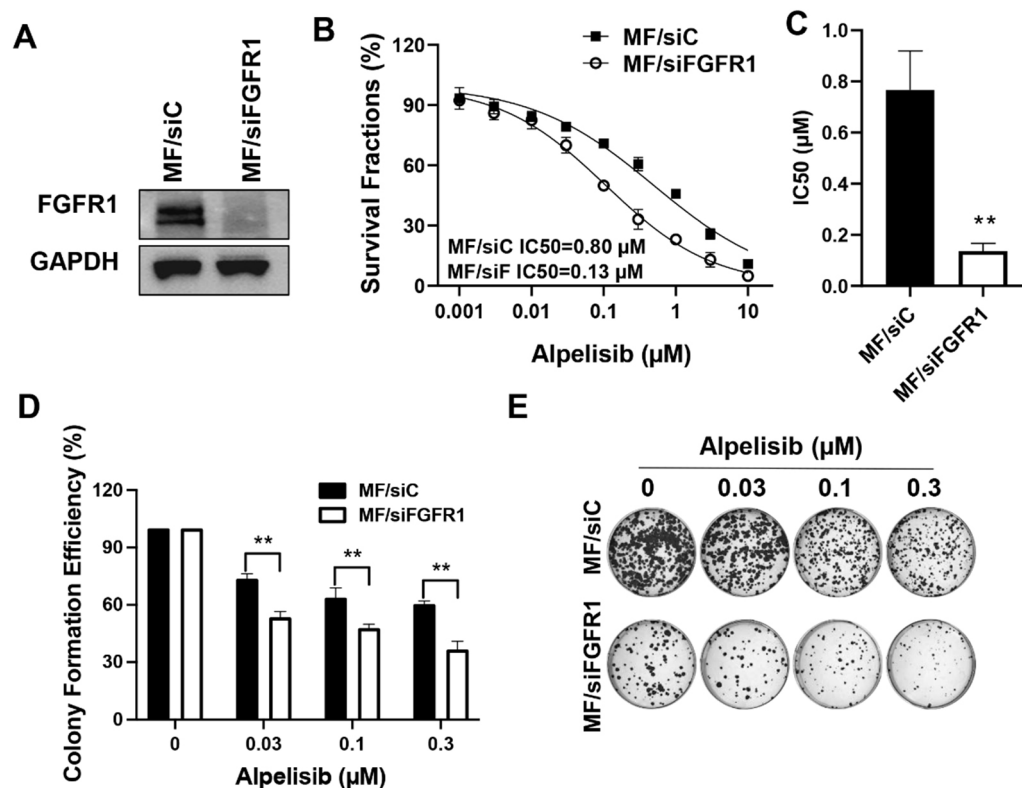 A
MF/siC
MF/siFGFR1
FGFR1
GAPDH
B
Survival Fractions (%)
120
90
60
30
0
MF/siC
MF/siFGFR1
MF/siC IC50=0.80 μM
MF/siF IC50=0.13 μM
0.001
0.01
0.1
1
10
Alpelisib (μM)
C
IC50 (μM)
1.0
0.8
0.6
0.4
0.2
0.0
**
MF/siC
MF/siFGFR1
D
Colony Formation Efficiency (%)
120
90
60
30
0
MF/siC
MF/siFGFR1
**
**
**
0
0.03
0.1
0.3
Alpelisib (μM)
E
Alpelisib (μM)
0 0.03 0.1 0.3
MF/siC
MF/siFGFR1